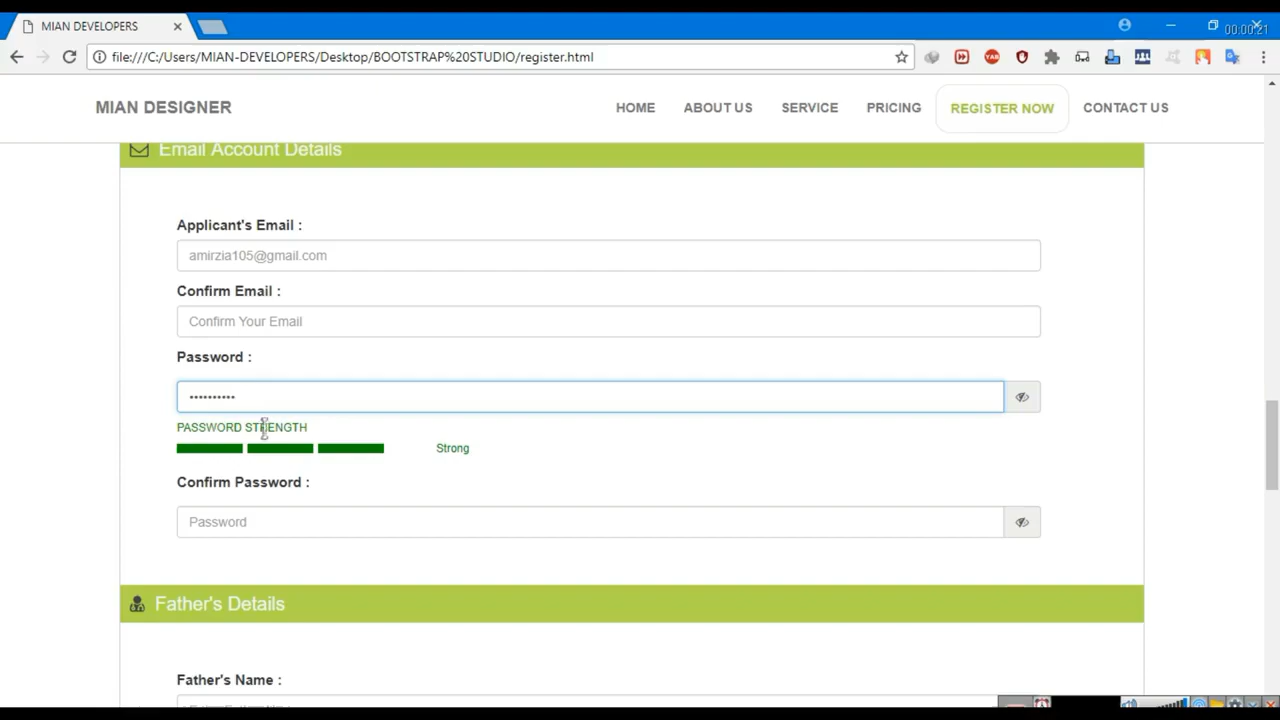 MIAN DEVELOPERS
00:00:21
file:///C:/Users/MIAN-DEVELOPERS/Desktop/BOOTSTRAP%20STUDIO/register.html
MIAN DESIGNER HOME ABOUT US SERVICE PRICING REGISTER NOW CONTACT US
Email Account Details
Applicant's Email :
amirzia105@gmail.com
Confirm Email :
Confirm Your Email
Password :
••••••••••
PASSWORD STRENGTH
Strong
Confirm Password :
Password
Father's Details
Father's Name :